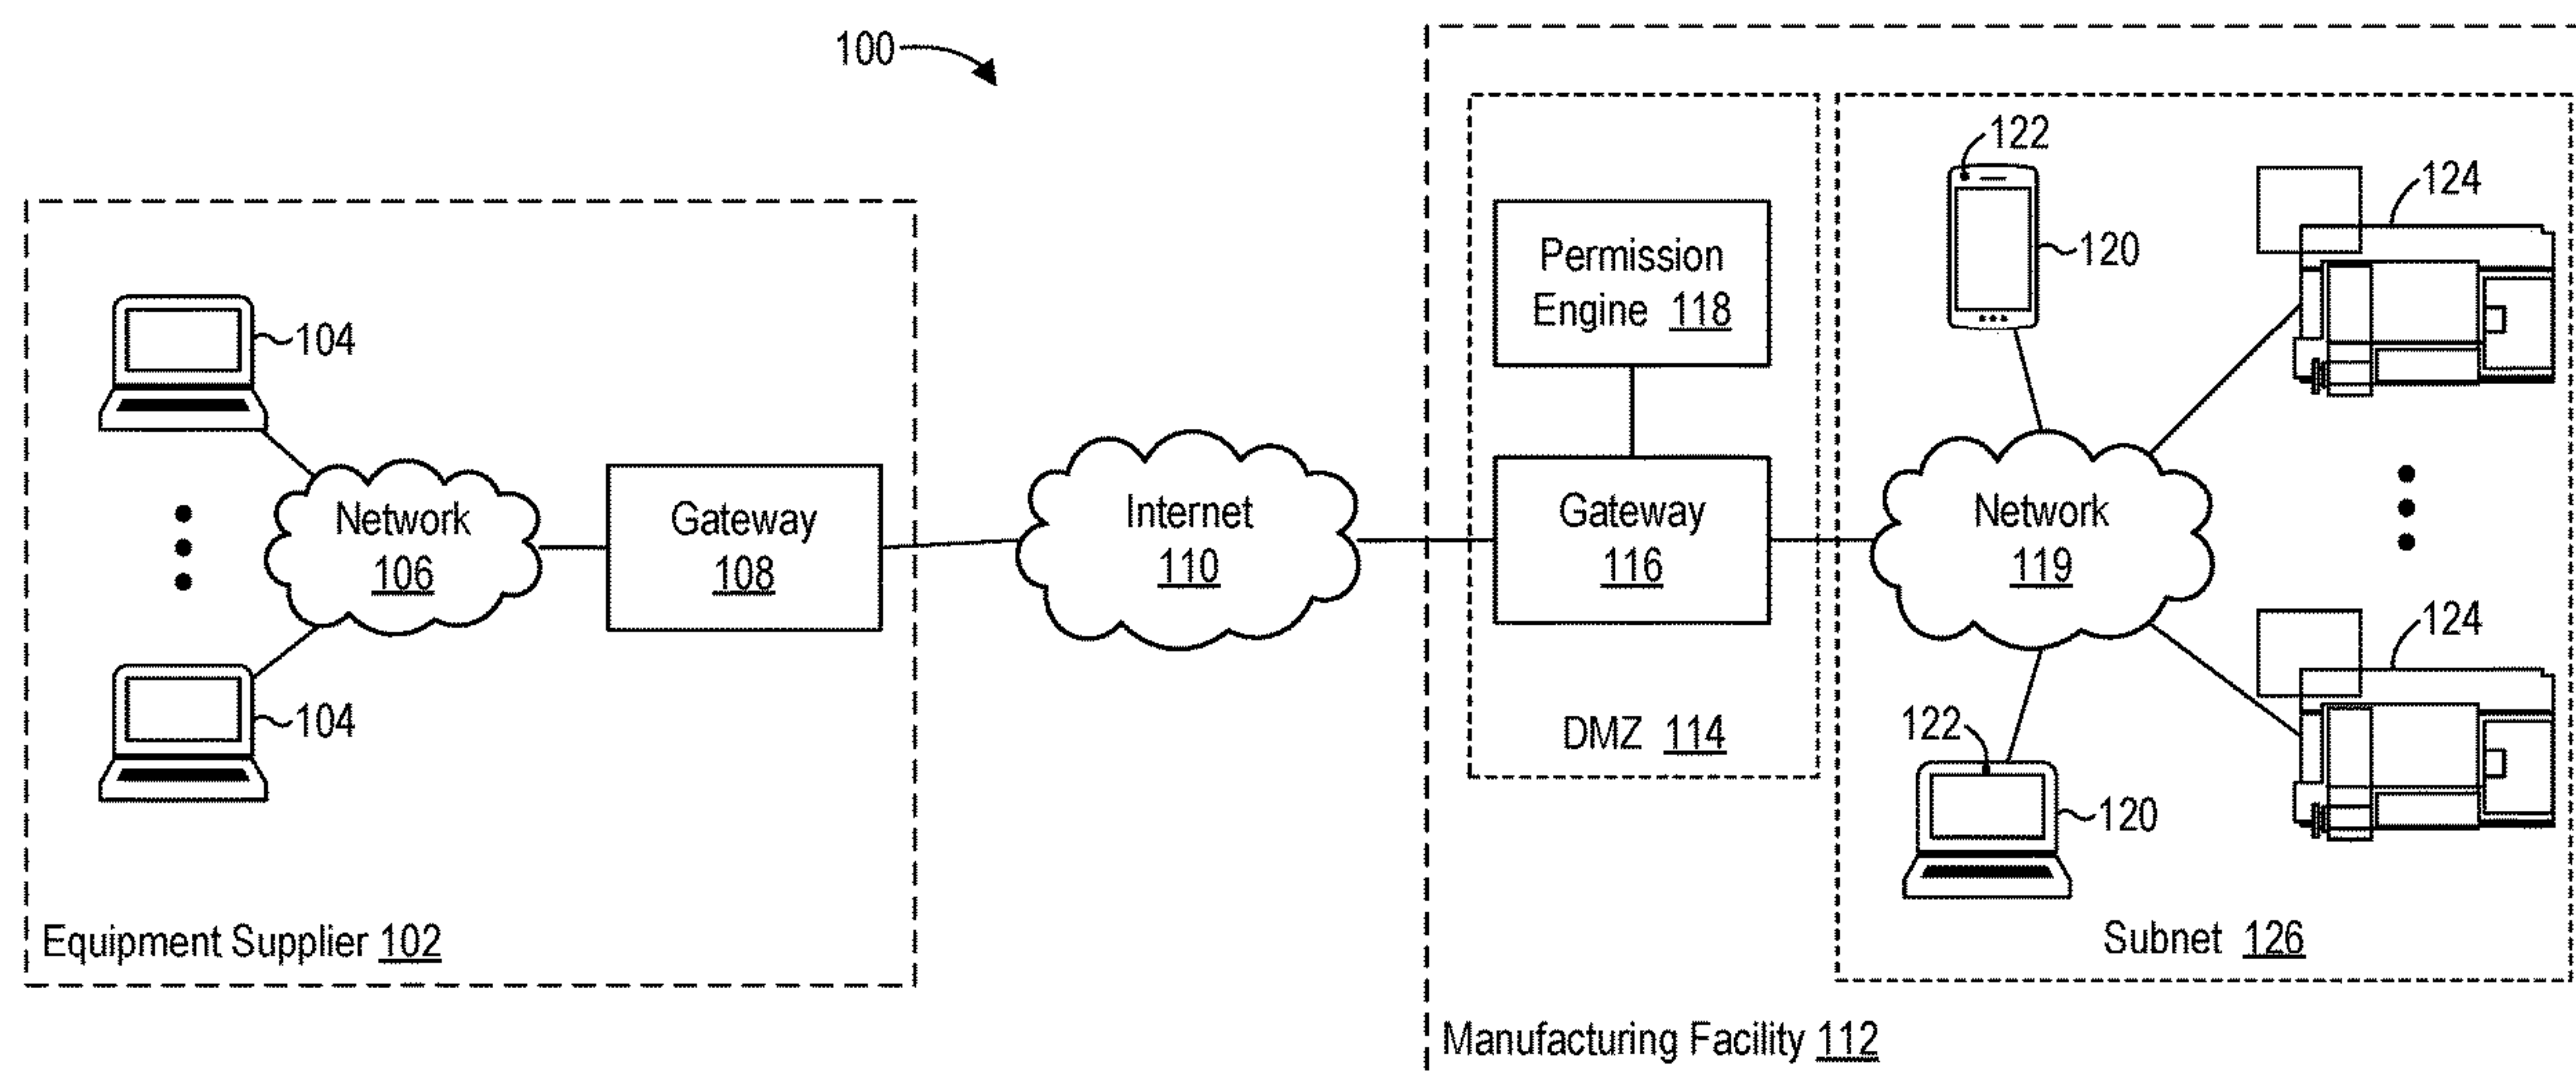 100
122
124
120
Permission
Engine 118
104
Network
106
Gateway
108
Internet
110
Gateway
116
Network
119
104
DMZ 114
122
120
124
Equipment Supplier 102
Subnet 126
Manufacturing Facility 112